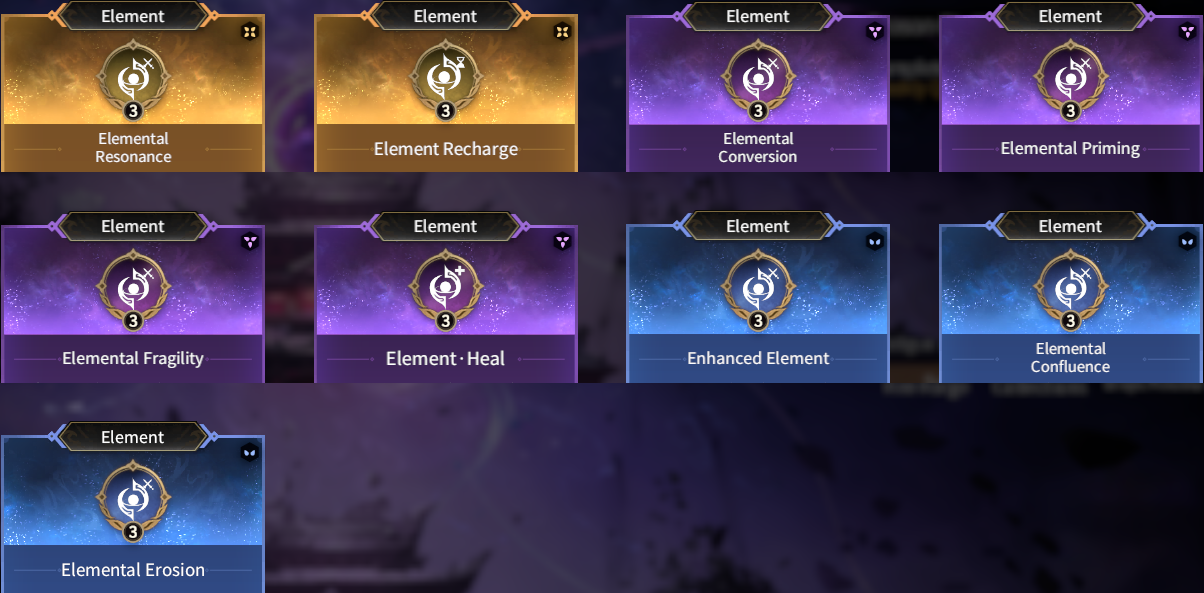 Element
Element
Element
Element
3
3
3
3
Elemental
Resonance
Element Recharge
Elemental
Conversion
Elemental Priming
Element
Element
Element
Element
3
3
3
3
Elemental Fragility
Element·Heal
Enhanced Element
Elemental
Confluence
Element
3
Elemental Erosion